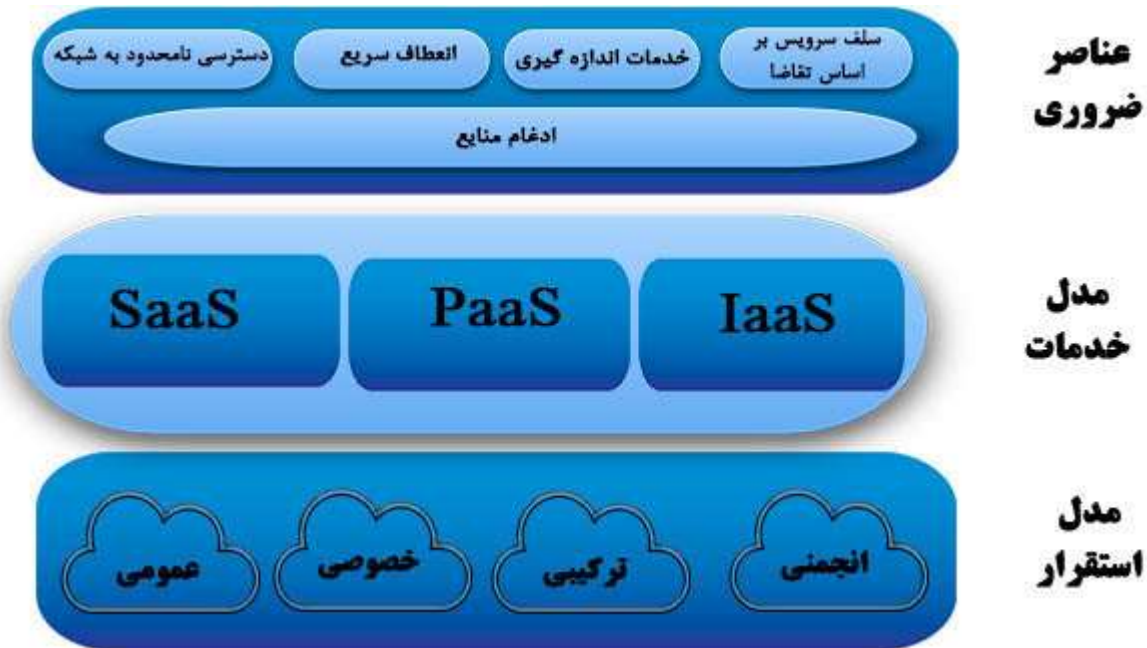 عناصر
ضروری
سلف سرویس بر
اساس تقاضا
خدمات اندازه گیری
انعطاف سریع
دسترسی نامحدود به شبکه
ادغام منابع
مدل
خدمات
IaaS
PaaS
SaaS
مدل
استقرار
انجمنی
ترکیبی
خصوصی
عمومی